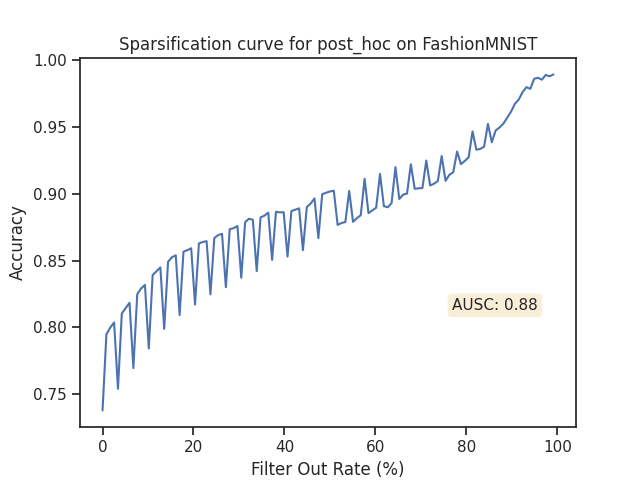 Sparsification curve for post_hoc on FashionMNIST
1.00
0.95
0.90
0.85
0.80
0.75
Accuracy
AUSC: 0.88
0 20 40 60 80 100
Filter Out Rate (%)